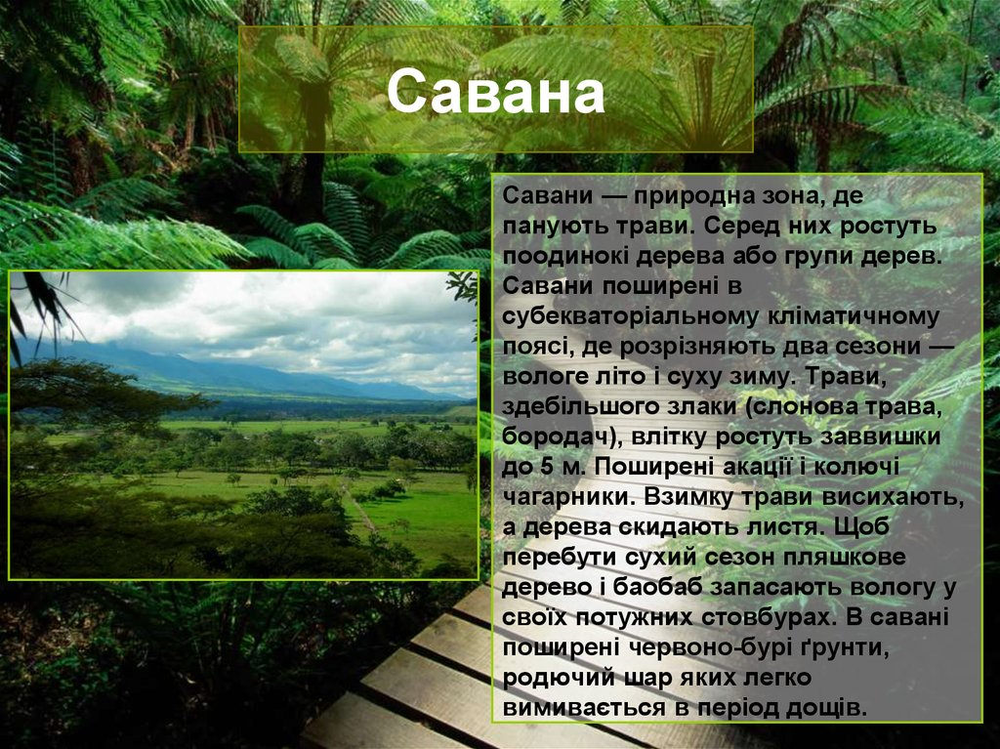 Савана
Савани — природна зона, де
панують трави. Серед них ростуть
поодинокі дерева або групи дерев.
Савани поширені в
субекваторіальному кліматичному
поясі, де розрізняють два сезони —
вологе літо і суху зиму. Трави,
здебільшого злаки (слонова трава,
бородач), влітку ростуть заввишки
до 5 м. Поширені акації і колючі
чагарники. Взимку трави висихають,
а дерева скидають листя. Щоб
перебути сухий сезон пляшкове
дерево і баобаб запасають вологу у
своїх потужних стовбурах. В савані
поширені червоно-бурі ґрунти,
родючий шар яких легко
вимивається в період дощів.